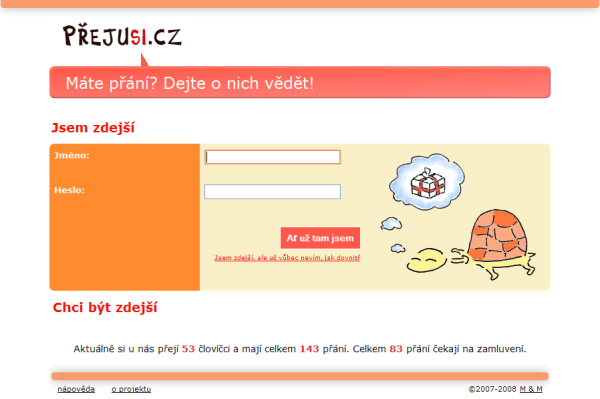 PŘEJUSI.CZ
Máte přání? Dejte o nich vědět!
Jsem zdejší
Jméno:
Heslo:
Ať už tam jsem
Jsem zdejší, ale už vůbec nevím, jak dovnitř
Chci být zdejší
Aktuálně si u nás přejí 53 človíčci a mají celkem 143 přání. Celkem 83 přání čekají na zamluvení.
nápověda o projektu ©2007-2008 M & M